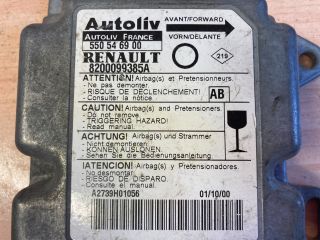 Autoliv
AUTOLIV FRANCE
550 54 69 00
RENAULT
8200099385A
AVANT/FORWARD
VORN/DELANTE
219
ATTENTION! Airbag(s) et Pretensionneurs.
- Ne pas démonter.
- RISQUE DE DECLENCHEMENT!
- Consulter la notice.
AB
CAUTION! Airbag(s) and Pretensioners.
- Do not remove.
- TRIGGERING HAZARD!
- Read manual.
ACHTUNG! Airbag(s) und Strammer
- Nicht demontieren.
- KONNEN AUSLOSEN.
- Sehen Sie die Bedienungsanleitung
¡ATENCION! Airbag(s) y Pretensionadores.
- No desmontar.
- RIESGO DE DISPARO.
- Consultar el Manual.
A2739H01056
01/10/00